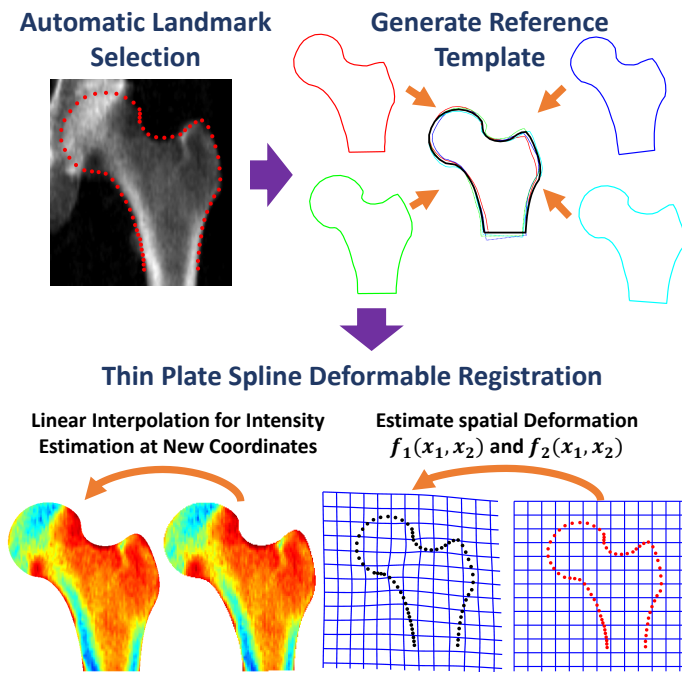 Automatic Landmark
Selection
Generate Reference
Template
Thin Plate Spline Deformable Registration
Linear Interpolation for Intensity
Estimation at New Coordinates
Estimate spatial Deformation
𝒇₁(𝒙₁, 𝒙₂) and 𝒇₂(𝒙₁, 𝒙₂)